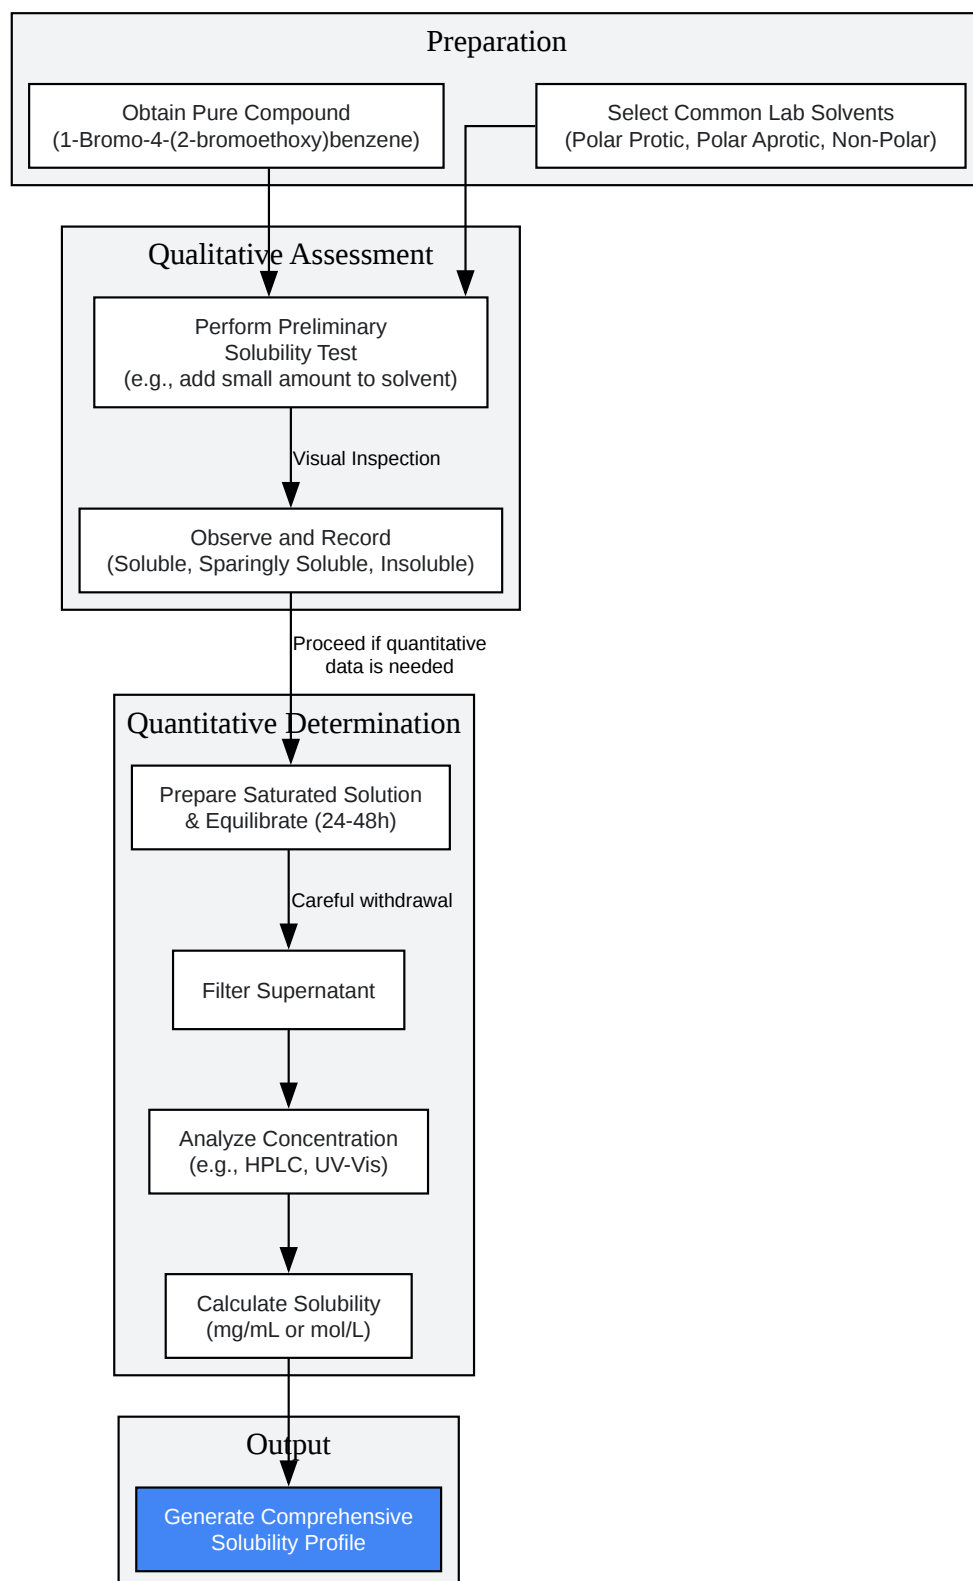 Preparation
Obtain Pure Compound
(1-Bromo-4-(2-bromoethoxy)benzene)
Select Common Lab Solvents
(Polar Protic, Polar Aprotic, Non-Polar)
Qualitative Assessment
Perform Preliminary
Solubility Test
(e.g., add small amount to solvent)
Visual Inspection
Observe and Record
(Soluble, Sparingly Soluble, Insoluble)
Proceed if quantitative
data is needed
Quantitative Determination
Prepare Saturated Solution
& Equilibrate (24-48h)
Careful withdrawal
Filter Supernatant
Analyze Concentration
(e.g., HPLC, UV-Vis)
Calculate Solubility
(mg/mL or mol/L)
Output
Generate Comprehensive
Solubility Profile